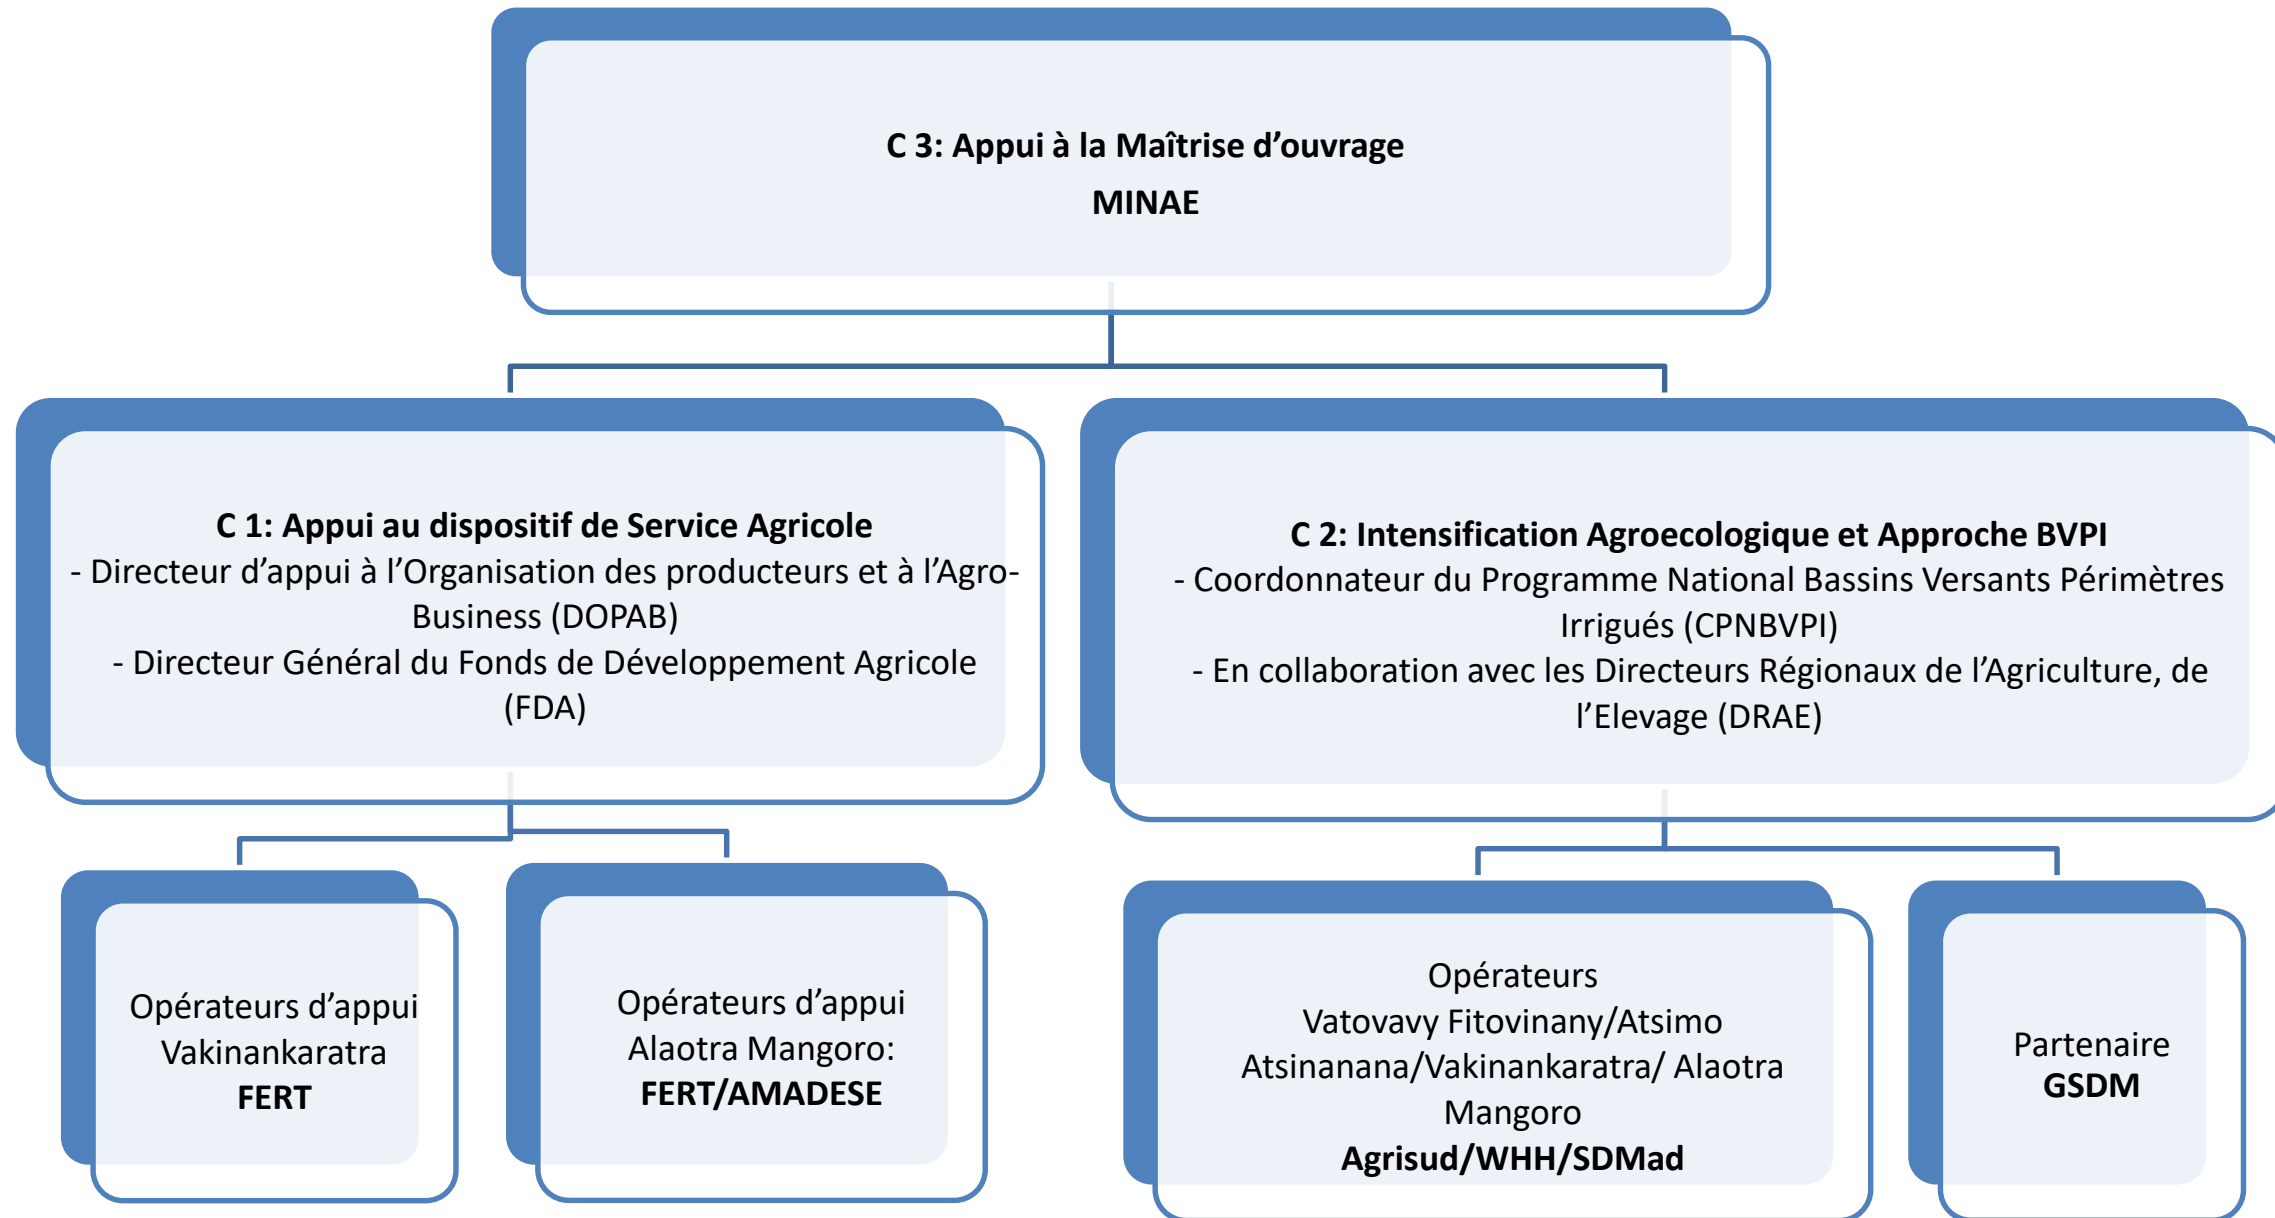 C 3: Appui à la Maîtrise d’ouvrage
MINAE
C 1: Appui au dispositif de Service Agricole
- Directeur d’appui à l’Organisation des producteurs et à l’Agro-
Business (DOPAB)
- Directeur Général du Fonds de Développement Agricole
(FDA)
C 2: Intensification Agroecologique et Approche BVPI
- Coordonnateur du Programme National Bassins Versants Périmètres
Irrigués (CPNBVPI)
- En collaboration avec les Directeurs Régionaux de l’Agriculture, de
l’Elevage (DRAE)
Opérateurs d’appui
Vakinankaratra
FERT
Opérateurs d’appui
Alaotra Mangoro:
FERT/AMADESE
Opérateurs
Vatovavy Fitovinany/Atsimo
Atsinanana/Vakinankaratra/ Alaotra
Mangoro
Agrisud/WHH/SDMad
Partenaire
GSDM